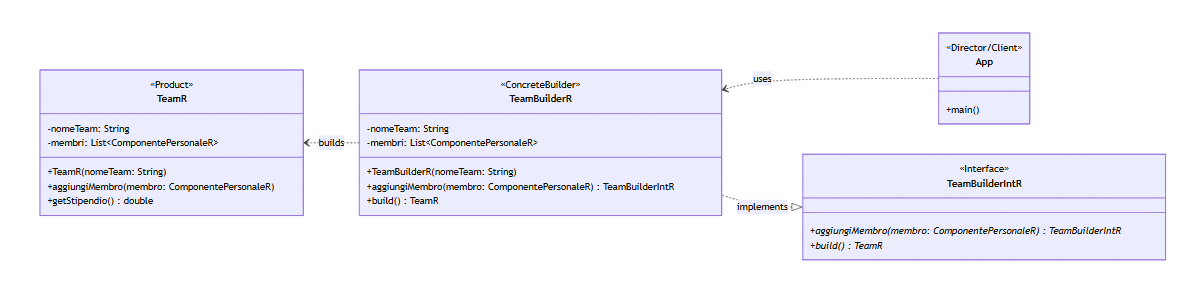 «Product»
TeamR
-nomeTeam: String
-membri: List<ComponentePersonaleR>
+TeamR(nomeTeam: String)
+aggiungiMembro(membro: ComponentePersonaleR)
+getStipendio() : double
builds
«ConcreteBuilder»
TeamBuilderR
-nomeTeam: String
-membri: List<ComponentePersonaleR>
+TeamBuilderR(nomeTeam: String)
+aggiungiMembro(membro: ComponentePersonaleR) : TeamBuilderIntR
+build() : TeamR
uses
implements
«Director/Client»
App
+main()
«Interface»
TeamBuilderIntR
+aggiungiMembro(membro: ComponentePersonaleR) : TeamBuilderIntR
+build() : TeamR